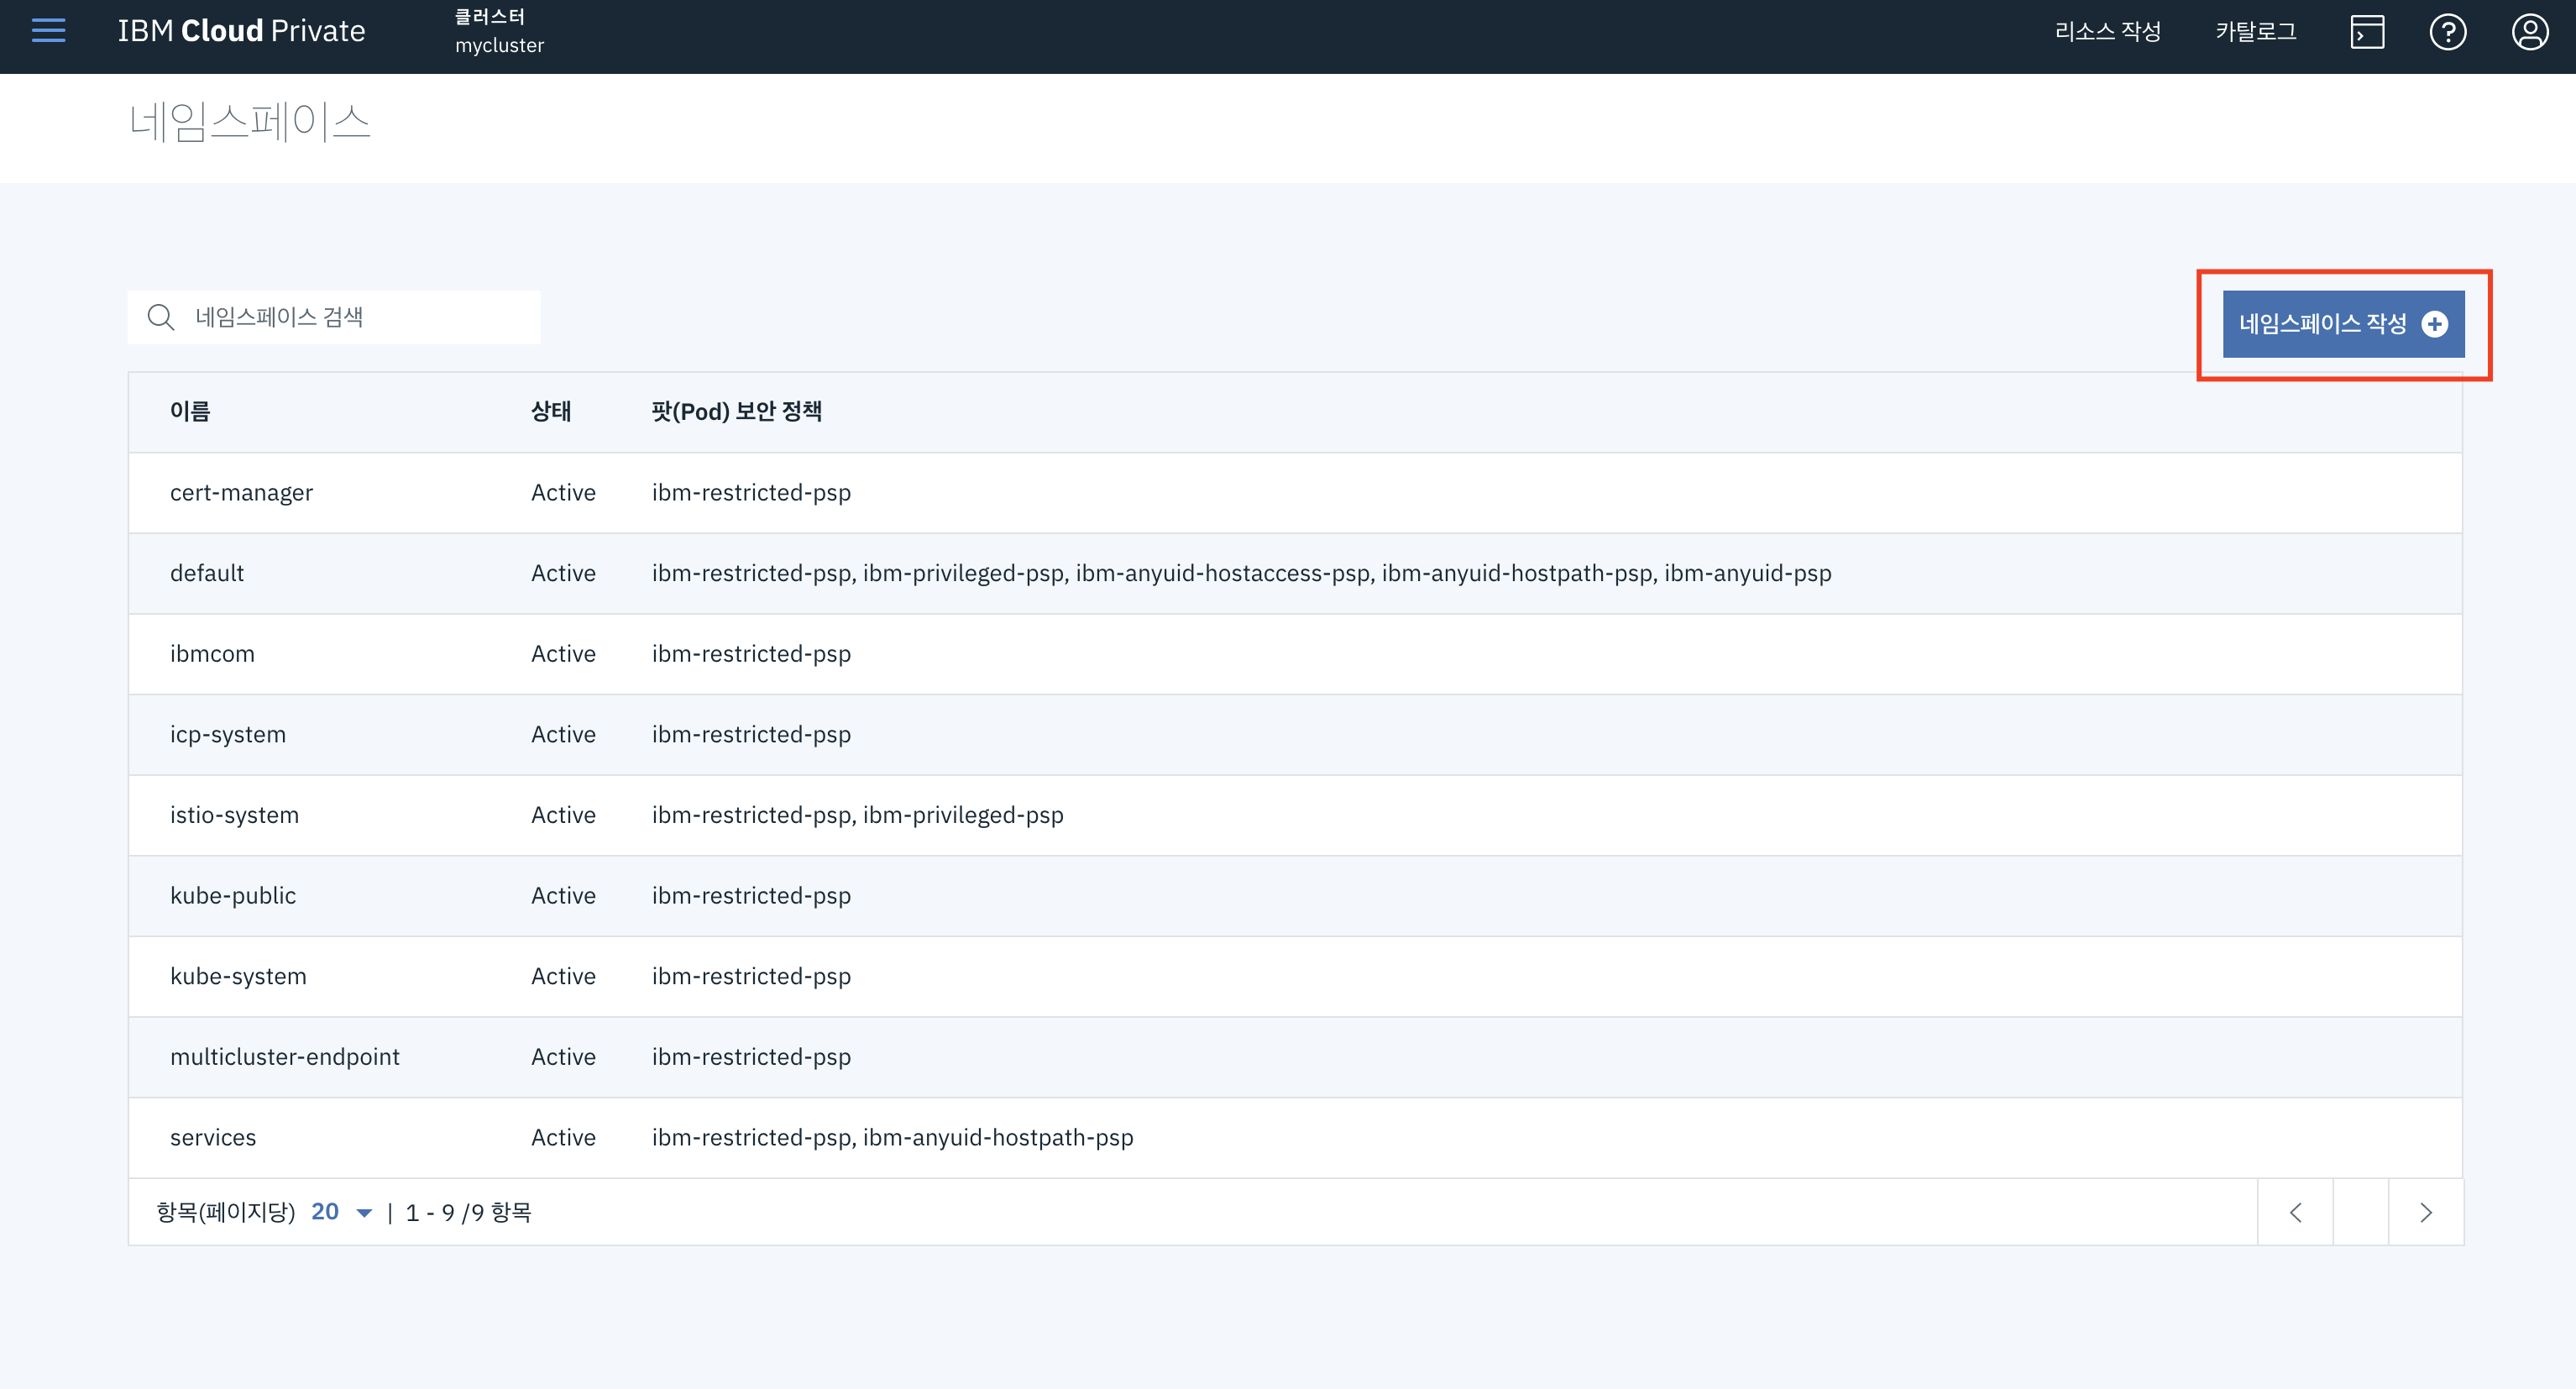 IBM Cloud Private
클러스터
mycluster
리소스 작성
카탈로그
네임스페이스
네임스페이스 검색
네임스페이스 작성
이름 상태 팟(Pod) 보안 정책
cert-manager Active ibm-restricted-psp
default Active ibm-restricted-psp, ibm-privileged-psp, ibm-anyuid-hostaccess-psp, ibm-anyuid-hostpath-psp, ibm-anyuid-psp
ibmcom Active ibm-restricted-psp
icp-system Active ibm-restricted-psp
istio-system Active ibm-restricted-psp, ibm-privileged-psp
kube-public Active ibm-restricted-psp
kube-system Active ibm-restricted-psp
multicluster-endpoint Active ibm-restricted-psp
services Active ibm-restricted-psp, ibm-anyuid-hostpath-psp
항목(페이지당) 20 | 1 - 9 /9 항목